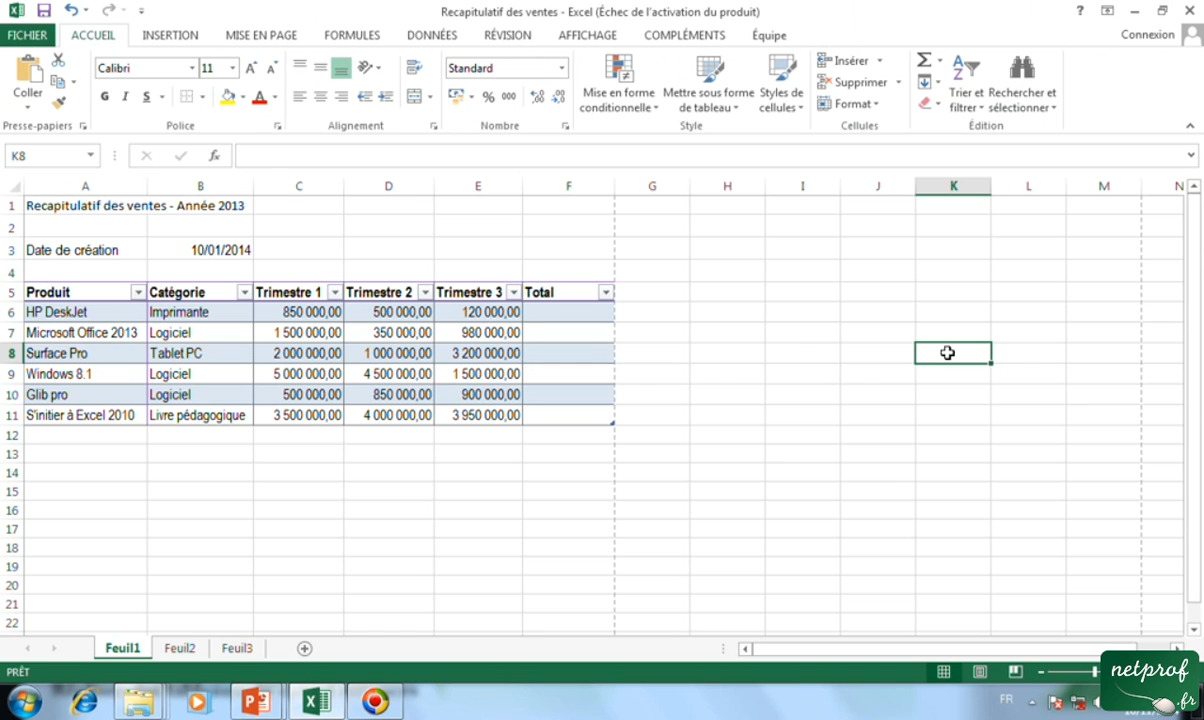 Recapitulatif des ventes - Excel (Échec de l'activation du produit)
FICHIER ACCUEIL INSERTION MISE EN PAGE FORMULES DONNÉES RÉVISION AFFICHAGE COMPLÉMENTS Équipe Connexion
Calibri 11 Standard
Coller
G I S % 000
Mise en forme conditionnelle
Mettre sous forme de tableau
Styles de cellules
Insérer
Supprimer
Format
Trier et filtrer
Rechercher et sélectionner
Presse-papiers Police Alignement Nombre Style Cellules Édition
K8 fx
A B C D E F G H I J K L M N
1 Recapitulatif des ventes - Année 2013
2
3 Date de création 10/01/2014
4
5 Produit Catégorie Trimestre 1 Trimestre 2 Trimestre 3 Total
6 HP DeskJet Imprimante 850 000,00 500 000,00 120 000,00
7 Microsoft Office 2013 Logiciel 1 500 000,00 350 000,00 980 000,00
8 Surface Pro Tablet PC 2 000 000,00 1 000 000,00 3 200 000,00
9 Windows 8.1 Logiciel 5 000 000,00 4 500 000,00 1 500 000,00
10 Glib pro Logiciel 500 000,00 850 000,00 900 000,00
11 S'initier à Excel 2010 Livre pédagogique 3 500 000,00 4 000 000,00 3 950 000,00
12
13
14
15
16
17
18
19
20
21
22
Feuil1 Feuil2 Feuil3
PRÊT
FR
netprof
.fr